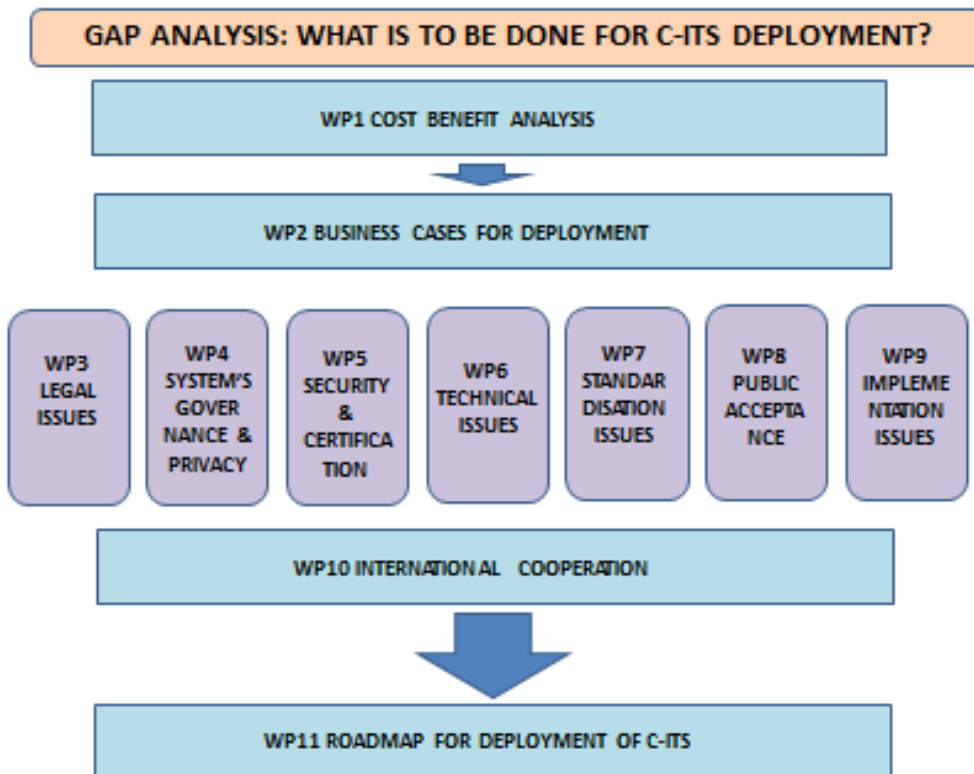 GAP ANALYSIS: WHAT IS TO BE DONE FOR C-ITS DEPLOYMENT?
WP1 COST BENEFIT ANALYSIS
WP2 BUSINESS CASES FOR DEPLOYMENT
WP3
LEGAL
ISSUES
WP4
SYSTEM'S
GOVER
NANCE &
PRIVACY
WP5
SECURITY
&
CERTIFICA
TION
WP6
TECHNICAL
ISSUES
WP7
STANDAR
DISATION
ISSUES
WP8
PUBLIC
ACCEPTA
NCE
WP9
IMPLEME
NTATION
ISSUES
WP10 INTERNATIONAL COOPERATION
WP11 ROADMAP FOR DEPLOYMENT OF C-ITS